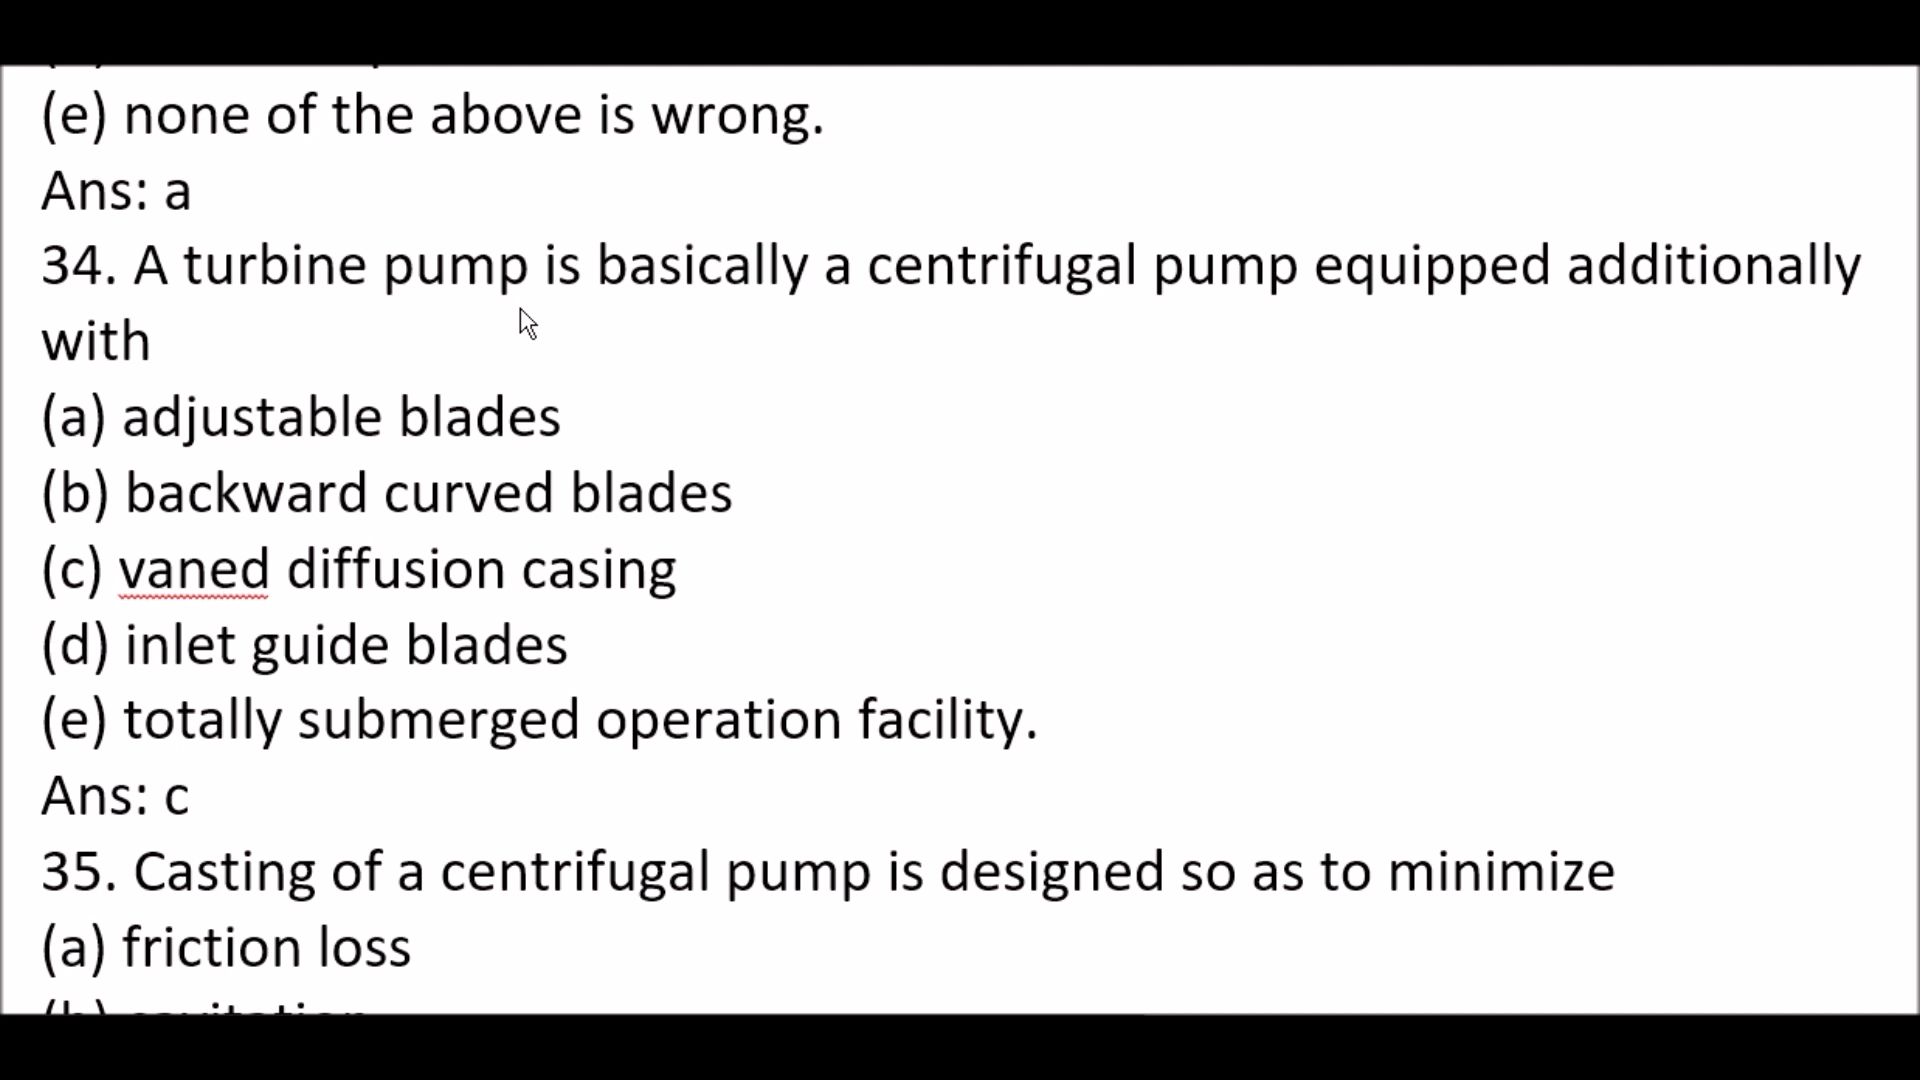 (e) none of the above is wrong.
Ans: a
34. A turbine pump is basically a centrifugal pump equipped additionally
with
(a) adjustable blades
(b) backward curved blades
(c) vaned diffusion casing
(d) inlet guide blades
(e) totally submerged operation facility.
Ans: c
35. Casting of a centrifugal pump is designed so as to minimize
(a) friction loss
(b) cavitation